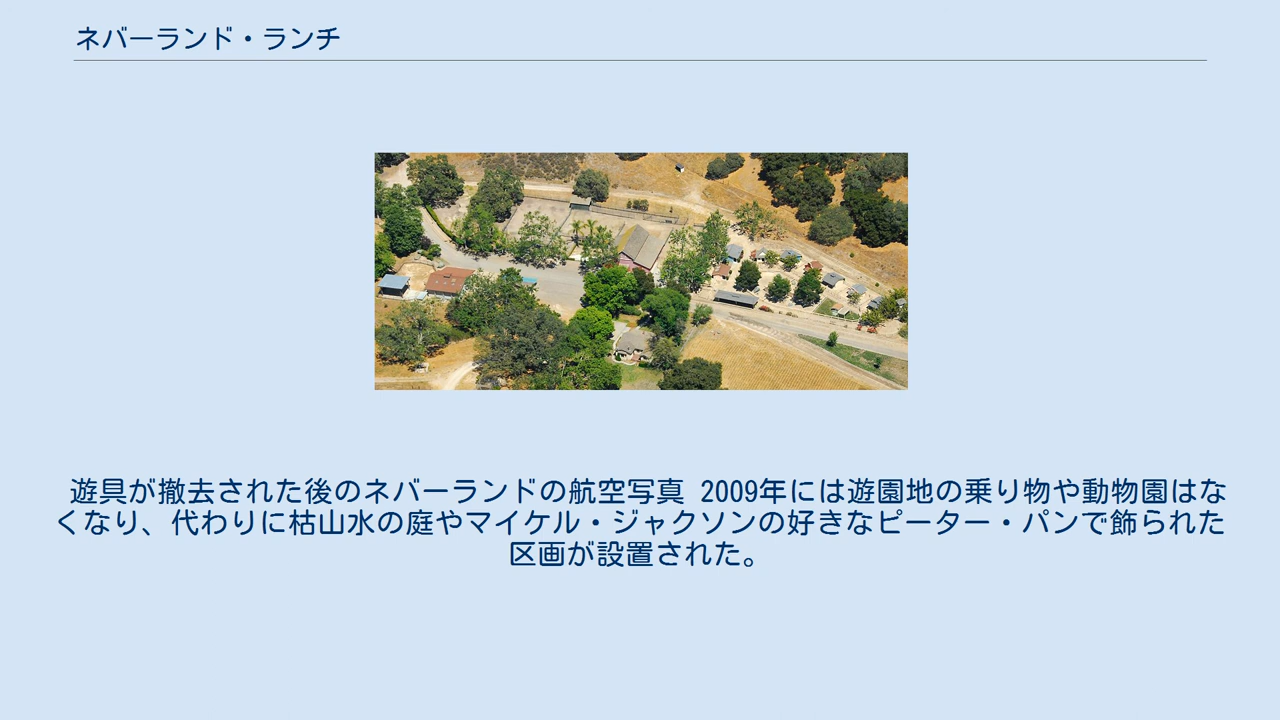 ネバーランド・ランチ
遊具が撤去された後のネバーランドの航空写真 2009年には遊園地の乗り物や動物園はな
くなり、代わりに枯山水の庭やマイケル・ジャクソンの好きなピーター・パンで飾られた
区画が設置された。